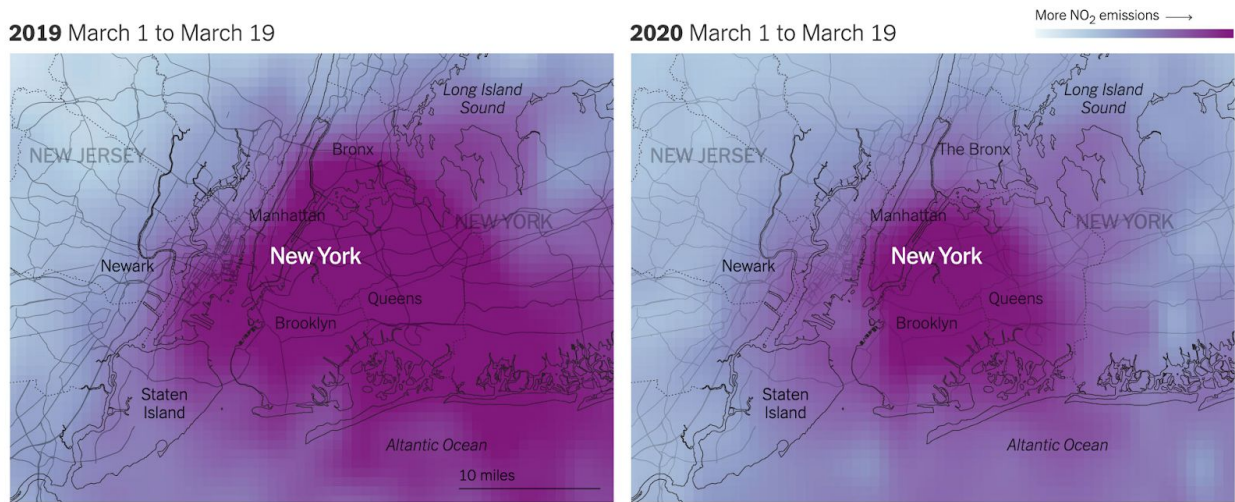 2019 March 1 to March 19
NEW JERSEY
Long Island
Sound
Bronx
Manhattan
NEW YORK
New York
Newark
Queens
Brooklyn
Staten
Island
Altantic Ocean
10 miles
More NO₂ emissions →
2020 March 1 to March 19
NEW JERSEY
Long Island
Sound
The Bronx
Manhattan
NEW YORK
New York
Newark
Queens
Brooklyn
Staten
Island
Altantic Ocean